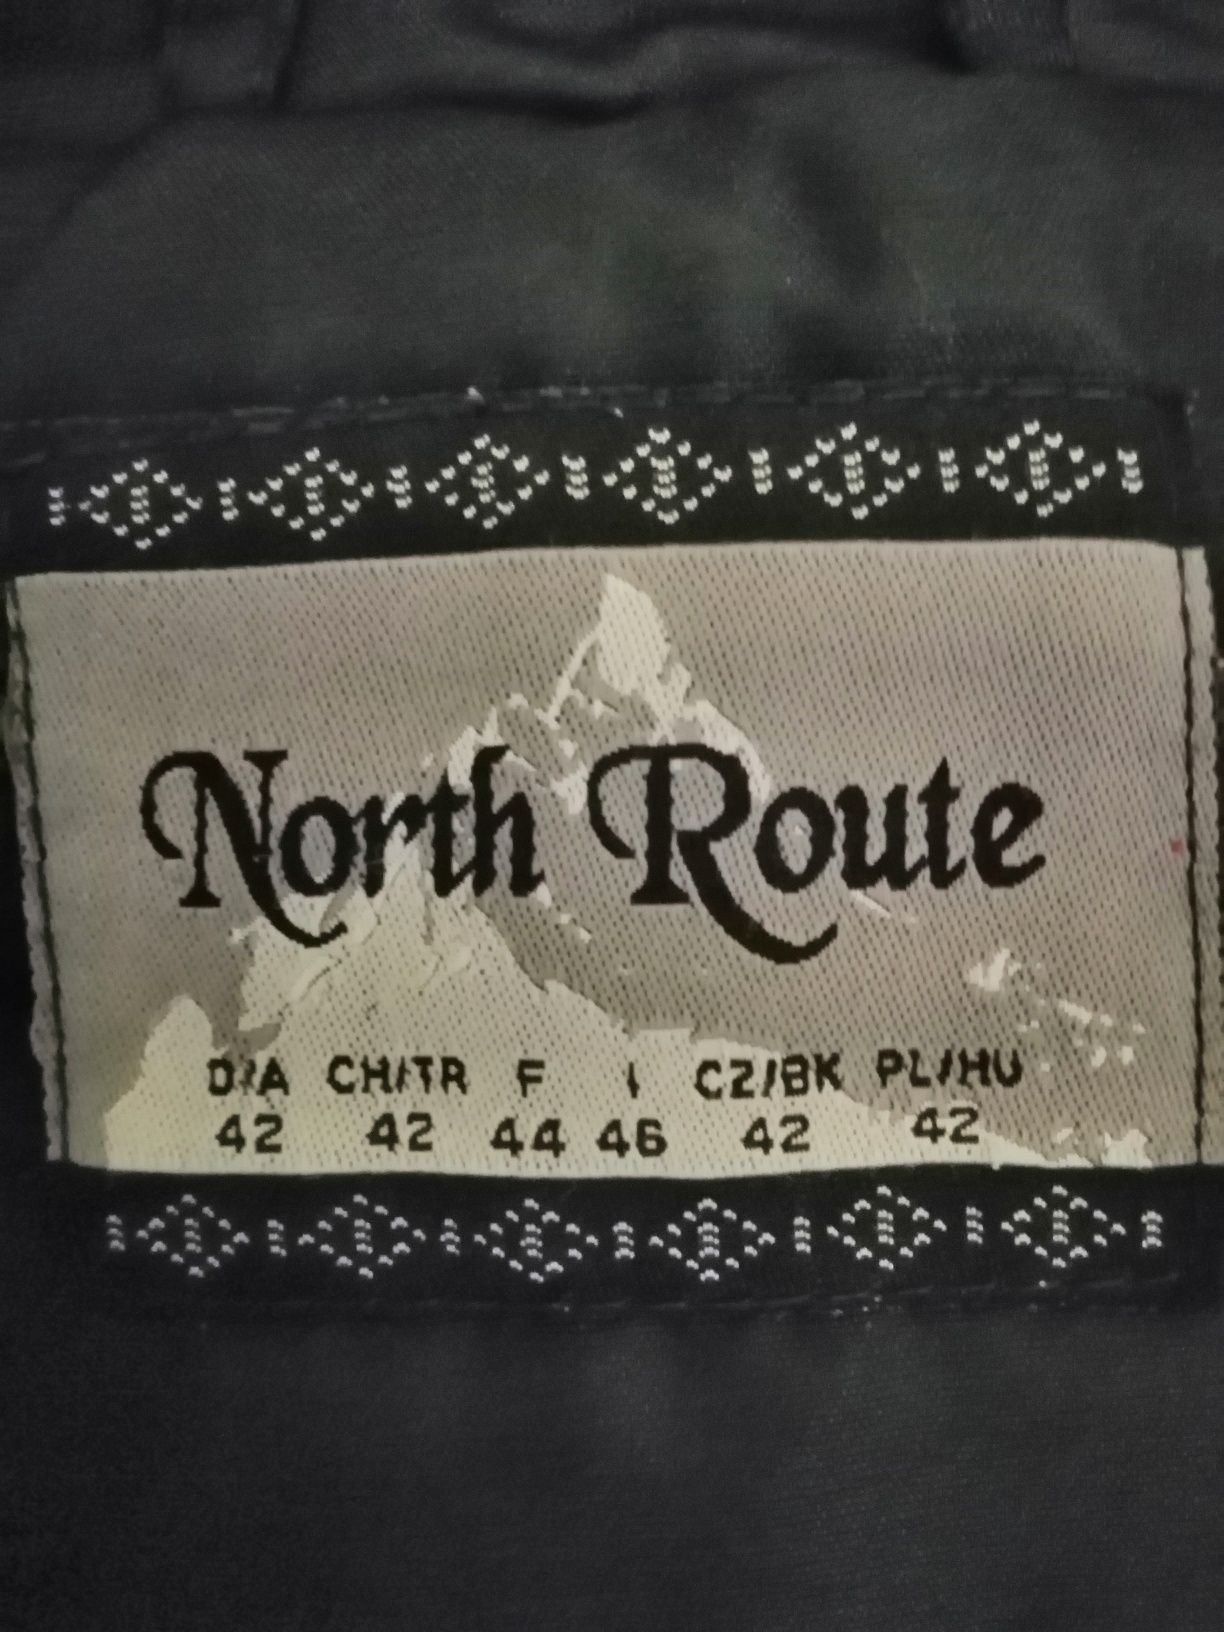 North Route
D/A CH/TR F I CZ/BK PL/HU
42 42 44 46 42 42